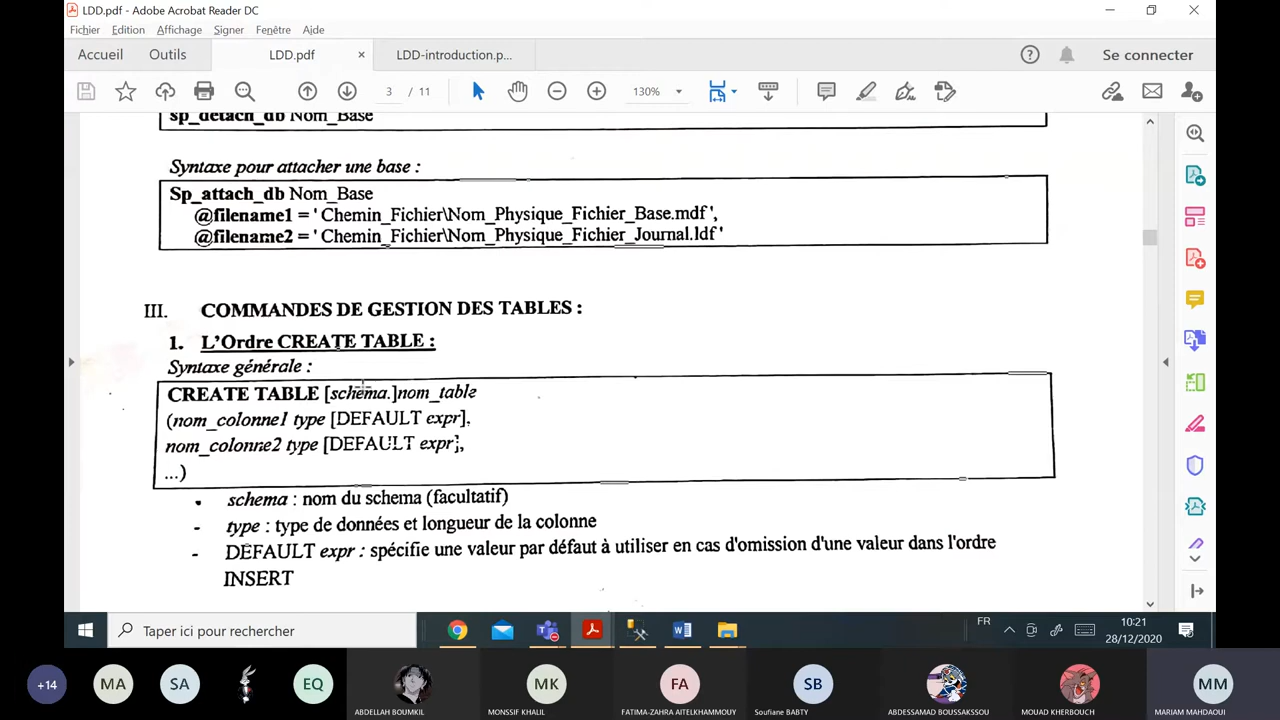 LDD.pdf - Adobe Acrobat Reader DC
Fichier Edition Affichage Signer Fenêtre Aide
Accueil Outils LDD.pdf × LDD-introduction.p... Se connecter
3 / 11 130%
sp_detach_db Nom_Base
Syntaxe pour attacher une base :
Sp_attach_db Nom_Base
@filename1 = ' Chemin_Fichier\Nom_Physique_Fichier_Base.mdf ',
@filename2 = ' Chemin_Fichier\Nom_Physique_Fichier_Journal.ldf '
III. COMMANDES DE GESTION DES TABLES :
1. L'Ordre CREATE TABLE :
Syntaxe générale :
CREATE TABLE [schema.]nom_table
(nom_colonne1 type [DEFAULT expr],
nom_colonne2 type [DEFAULT expr],
...)
- schema : nom du schema (facultatif)
- type : type de données et longueur de la colonne
- DEFAULT expr : spécifie une valeur par défaut à utiliser en cas d'omission d'une valeur dans l'ordre
INSERT
Taper ici pour rechercher
FR
10:21
28/12/2020
+14 MA SA EQ MK FA SB MM
ABDELLAH BOUMKIL MONSSIF KHALIL FATIMA-ZAHRA AITELKHAMMOUY Soufiane BABTY ABDESSAMAD BOUSSAKSSOU MOUAD KHERBOUCH MARIAM MAHDAOUI